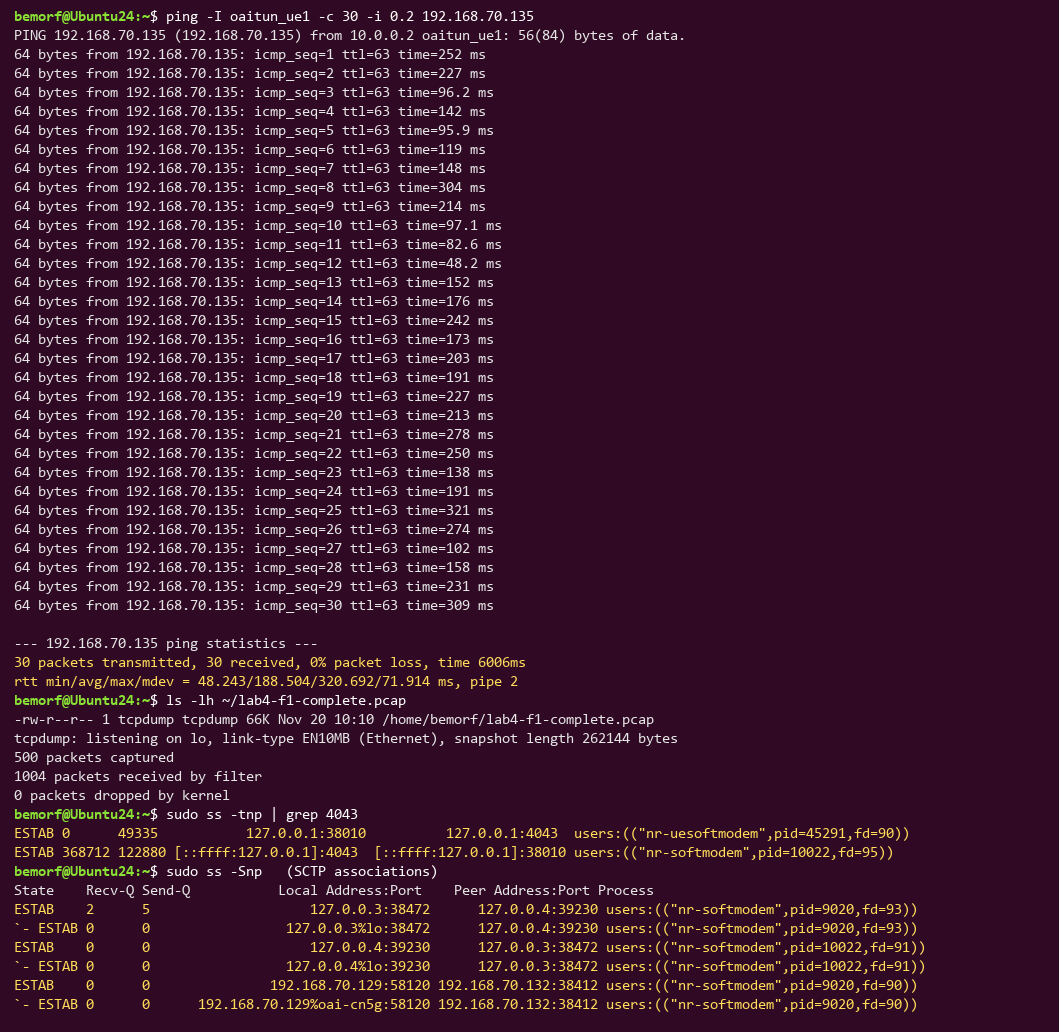 bemorf@Ubuntu24:~$ ping -I oaitun_ue1 -c 30 -i 0.2 192.168.70.135
PING 192.168.70.135 (192.168.70.135) from 10.0.0.2 oaitun_ue1: 56(84) bytes of data.
64 bytes from 192.168.70.135: icmp_seq=1 ttl=63 time=252 ms
64 bytes from 192.168.70.135: icmp_seq=2 ttl=63 time=227 ms
64 bytes from 192.168.70.135: icmp_seq=3 ttl=63 time=96.2 ms
64 bytes from 192.168.70.135: icmp_seq=4 ttl=63 time=142 ms
64 bytes from 192.168.70.135: icmp_seq=5 ttl=63 time=95.9 ms
64 bytes from 192.168.70.135: icmp_seq=6 ttl=63 time=119 ms
64 bytes from 192.168.70.135: icmp_seq=7 ttl=63 time=148 ms
64 bytes from 192.168.70.135: icmp_seq=8 ttl=63 time=304 ms
64 bytes from 192.168.70.135: icmp_seq=9 ttl=63 time=214 ms
64 bytes from 192.168.70.135: icmp_seq=10 ttl=63 time=97.1 ms
64 bytes from 192.168.70.135: icmp_seq=11 ttl=63 time=82.6 ms
64 bytes from 192.168.70.135: icmp_seq=12 ttl=63 time=48.2 ms
64 bytes from 192.168.70.135: icmp_seq=13 ttl=63 time=152 ms
64 bytes from 192.168.70.135: icmp_seq=14 ttl=63 time=176 ms
64 bytes from 192.168.70.135: icmp_seq=15 ttl=63 time=242 ms
64 bytes from 192.168.70.135: icmp_seq=16 ttl=63 time=173 ms
64 bytes from 192.168.70.135: icmp_seq=17 ttl=63 time=203 ms
64 bytes from 192.168.70.135: icmp_seq=18 ttl=63 time=191 ms
64 bytes from 192.168.70.135: icmp_seq=19 ttl=63 time=227 ms
64 bytes from 192.168.70.135: icmp_seq=20 ttl=63 time=213 ms
64 bytes from 192.168.70.135: icmp_seq=21 ttl=63 time=278 ms
64 bytes from 192.168.70.135: icmp_seq=22 ttl=63 time=250 ms
64 bytes from 192.168.70.135: icmp_seq=23 ttl=63 time=138 ms
64 bytes from 192.168.70.135: icmp_seq=24 ttl=63 time=191 ms
64 bytes from 192.168.70.135: icmp_seq=25 ttl=63 time=321 ms
64 bytes from 192.168.70.135: icmp_seq=26 ttl=63 time=274 ms
64 bytes from 192.168.70.135: icmp_seq=27 ttl=63 time=102 ms
64 bytes from 192.168.70.135: icmp_seq=28 ttl=63 time=158 ms
64 bytes from 192.168.70.135: icmp_seq=29 ttl=63 time=231 ms
64 bytes from 192.168.70.135: icmp_seq=30 ttl=63 time=309 ms
--- 192.168.70.135 ping statistics ---
30 packets transmitted, 30 received, 0% packet loss, time 6006ms
rtt min/avg/max/mdev = 48.243/188.504/320.692/71.914 ms, pipe 2
bemorf@Ubuntu24:~$ ls -lh ~/lab4-f1-complete.pcap
-rw-r--r-- 1 tcpdump tcpdump 66K Nov 20 10:10 /home/bemorf/lab4-f1-complete.pcap
tcpdump: listening on lo, link-type EN10MB (Ethernet), snapshot length 262144 bytes
500 packets captured
1004 packets received by filter
0 packets dropped by kernel
bemorf@Ubuntu24:~$ sudo ss -tnp | grep 4043
ESTAB 0      49335           127.0.0.1:38010          127.0.0.1:4043  users:(("nr-uesoftmodem",pid=45291,fd=90))
ESTAB 368712 122880 [::ffff:127.0.0.1]:4043  [::ffff:127.0.0.1]:38010 users:(("nr-softmodem",pid=10022,fd=95))
bemorf@Ubuntu24:~$ sudo ss -Snp   (SCTP associations)
State    Recv-Q Send-Q           Local Address:Port    Peer Address:Port Process
ESTAB    2      5                    127.0.0.3:38472      127.0.0.4:39230 users:(("nr-softmodem",pid=9020,fd=93))
`- ESTAB 0      0                 127.0.0.3%lo:38472      127.0.0.4:39230 users:(("nr-softmodem",pid=9020,fd=93))
ESTAB    0      0                    127.0.0.4:39230      127.0.0.3:38472 users:(("nr-softmodem",pid=10022,fd=91))
`- ESTAB 0      0                 127.0.0.4%lo:39230      127.0.0.3:38472 users:(("nr-softmodem",pid=10022,fd=91))
ESTAB    0      0               192.168.70.129:58120 192.168.70.132:38412 users:(("nr-softmodem",pid=9020,fd=90))
`- ESTAB 0      0      192.168.70.129%oai-cn5g:58120 192.168.70.132:38412 users:(("nr-softmodem",pid=9020,fd=90))